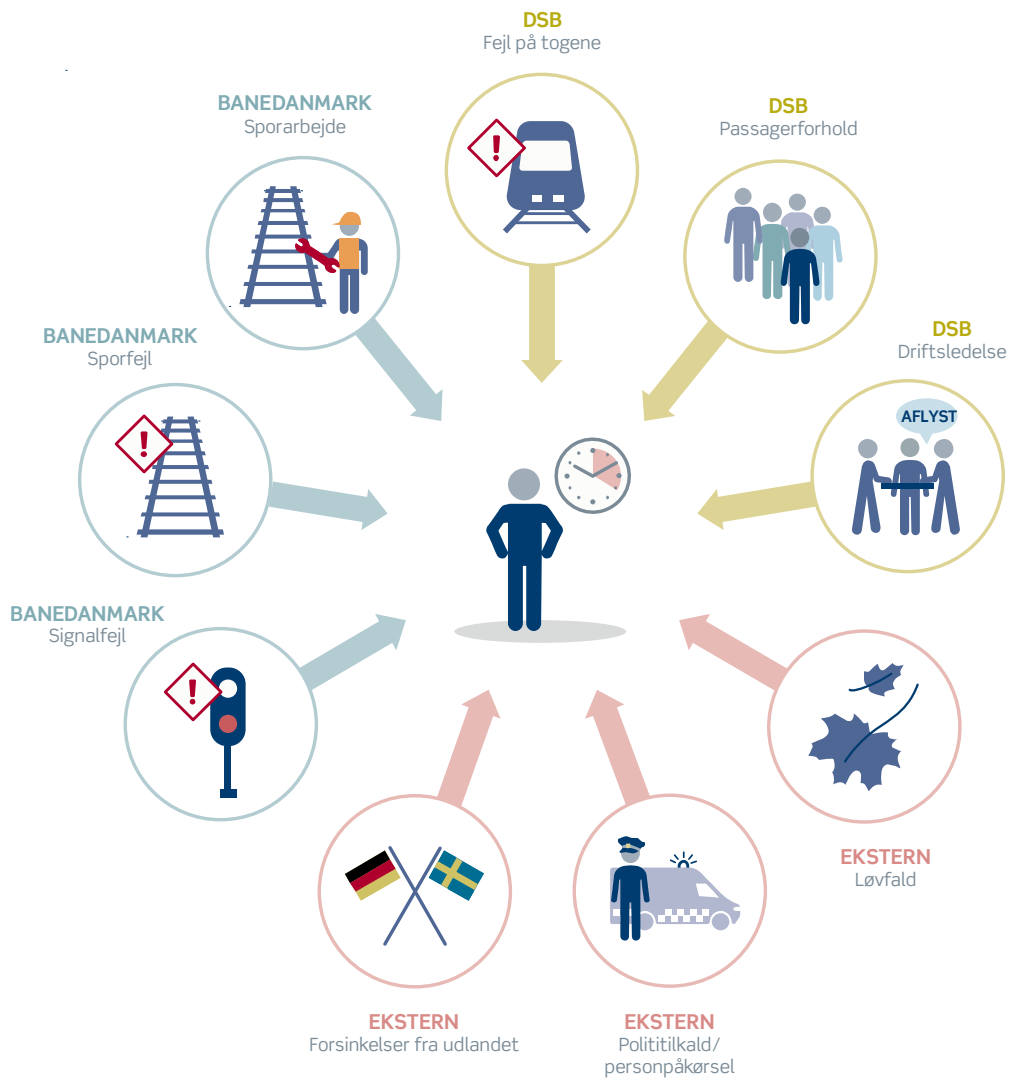 DSB
Fejl på togene
BANEDANMARK
Sporarbejde
DSB
Passagerforhold
BANEDANMARK
Sporfejl
DSB
Driftsledelse
AFLYST
BANEDANMARK
Signalfejl
EKSTERN
Løvfald
EKSTERN
Forsinkelser fra udlandet
EKSTERN
Polititilkald/
personpåkørsel